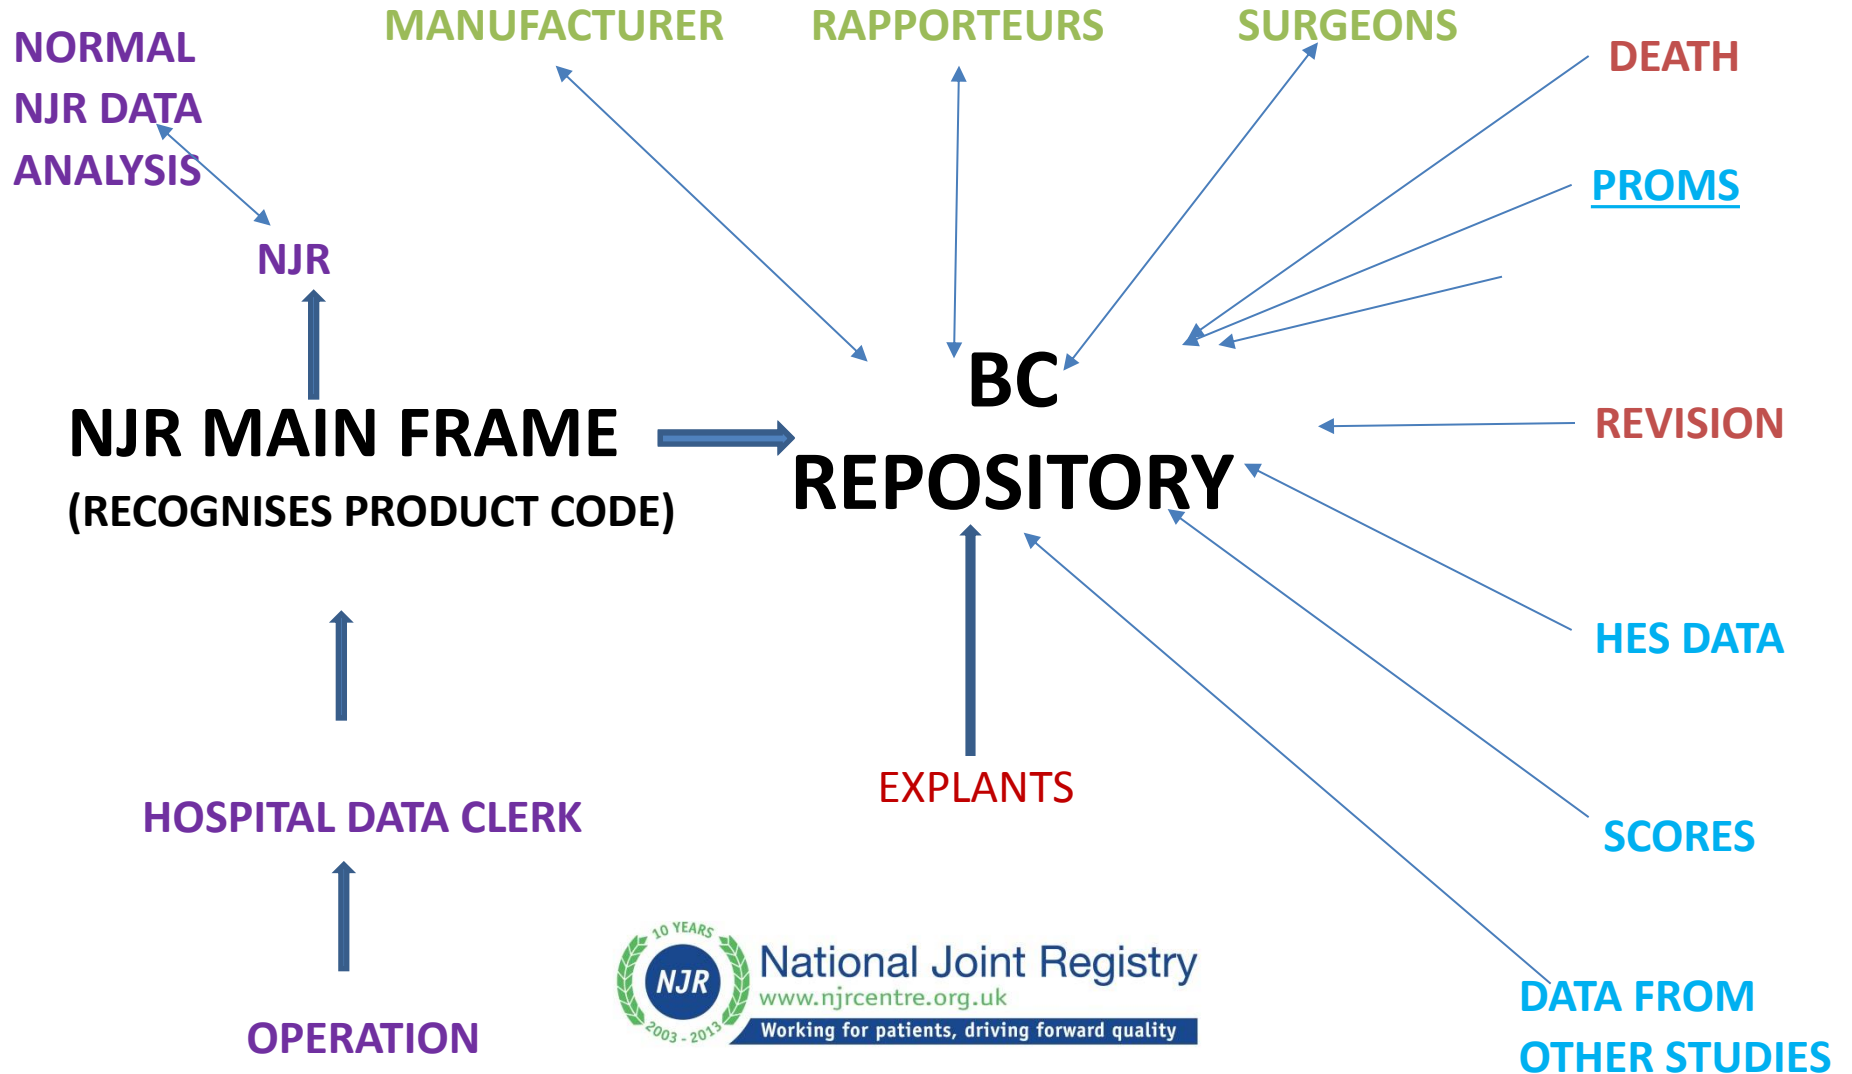 NORMAL
NJR DATA
ANALYSIS
MANUFACTURER
RAPPORTEURS
SURGEONS
DEATH
PROMS
NJR
BC
REPOSITORY
NJR MAIN FRAME
(RECOGNISES PRODUCT CODE)
REVISION
HES DATA
EXPLANTS
HOSPITAL DATA CLERK
SCORES
OPERATION
10 YEARS
NJR
2003 - 2013
National Joint Registry
www.njrcentre.org.uk
Working for patients, driving forward quality
DATA FROM
OTHER STUDIES